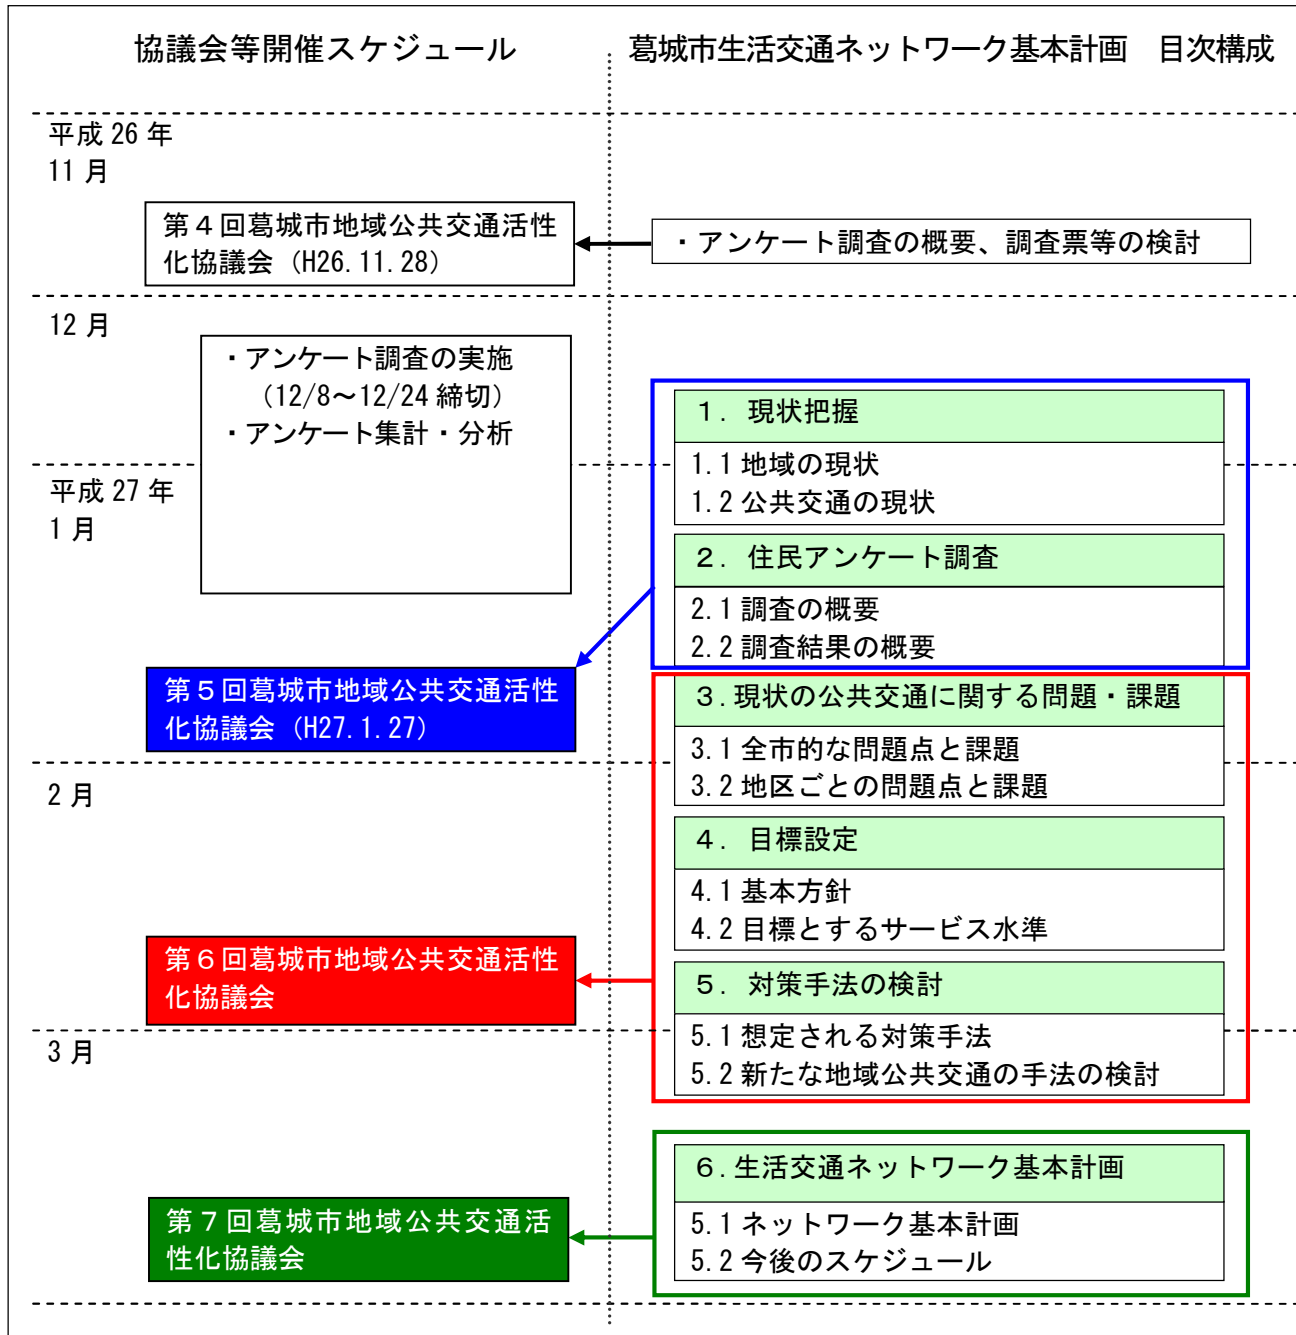 協議会等開催スケジュール
葛城市生活交通ネットワーク基本計画　目次構成
平成 26 年
11 月
第４回葛城市地域公共交通活性
化協議会（H26.11.28）
・アンケート調査の概要、調査票等の検討
12 月
・アンケート調査の実施
（12/8～12/24 締切）
・アンケート集計・分析
平成 27 年
1 月
1．現状把握
1.1 地域の現状
1.2 公共交通の現状
２．住民アンケート調査
2.1 調査の概要
2.2 調査結果の概要
第５回葛城市地域公共交通活性
化協議会（H27.1.27）
３.現状の公共交通に関する問題・課題
3.1 全市的な問題点と課題
3.2 地区ごとの問題点と課題
2 月
４．目標設定
4.1 基本方針
4.2 目標とするサービス水準
第６回葛城市地域公共交通活性
化協議会
５．対策手法の検討
5.1 想定される対策手法
5.2 新たな地域公共交通の手法の検討
3 月
６.生活交通ネットワーク基本計画
5.1 ネットワーク基本計画
5.2 今後のスケジュール
第７回葛城市地域公共交通活
性化協議会